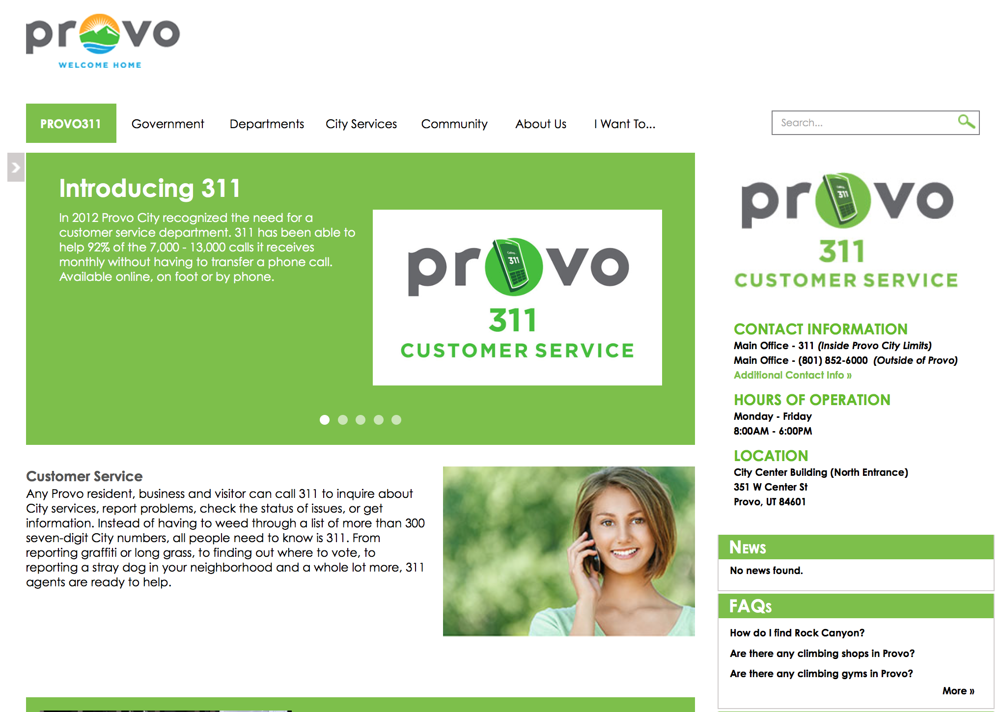 provo
WELCOME HOME
PROVO311
Government
Departments
City Services
Community
About Us
I Want To...
Search...
Introducing 311
In 2012 Provo City recognized the need for a
customer service department. 311 has been able to
help 92% of the 7,000 - 13,000 calls it receives
monthly without having to transfer a phone call.
Available online, on foot or by phone.
provo
Calling...
311
311
CUSTOMER SERVICE
provo
Calling...
311
311
CUSTOMER SERVICE
CONTACT INFORMATION
Main Office - 311 (Inside Provo City Limits)
Main Office - (801) 852-6000 (Outside of Provo)
Additional Contact Info »
HOURS OF OPERATION
Monday - Friday
8:00AM - 6:00PM
LOCATION
City Center Building (North Entrance)
351 W Center St
Provo, UT 84601
Customer Service
Any Provo resident, business and visitor can call 311 to inquire about
City services, report problems, check the status of issues, or get
information. Instead of having to weed through a list of more than 300
seven-digit City numbers, all people need to know is 311. From
reporting graffiti or long grass, to finding out where to vote, to
reporting a stray dog in your neighborhood and a whole lot more, 311
agents are ready to help.
News
No news found.
FAQs
How do I find Rock Canyon?
Are there any climbing shops in Provo?
Are there any climbing gyms in Provo?
More »